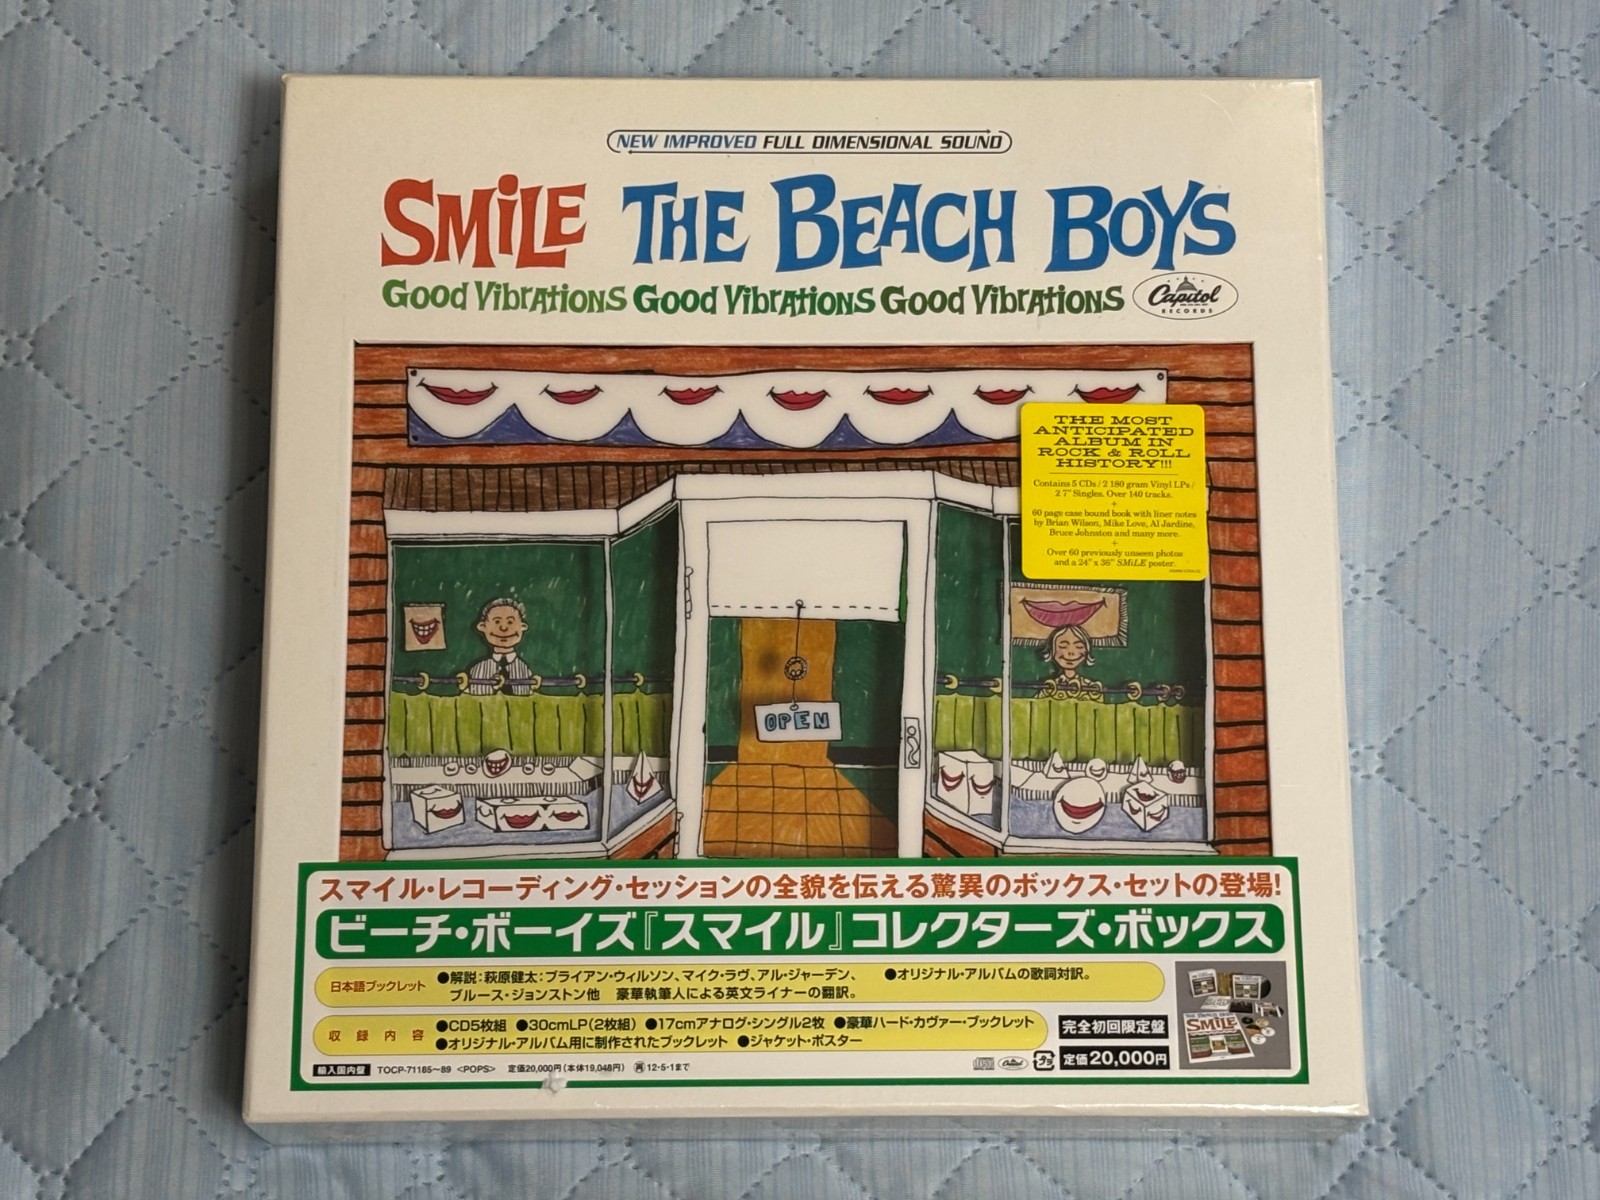 NEW IMPROVED FULL DIMENSIONAL SOUND
SMiLE THE BEACH BOYS
Good Vibrations Good Vibrations Good Vibrations
Capitol
RECORDS
THE MOST
ANTICIPATED
ALBUM IN
ROCK & ROLL
HISTORY!!!
Contains 5 CDs / 2 180 gram Vinyl LPs /
2 7" Singles. Over 140 tracks.
+
60 page case bound book with liner notes
by Brian Wilson, Mike Love, Al Jardine,
Bruce Johnston and many more.
+
Over 60 previously unseen photos
and a 24" x 36" SMiLE poster.
OPEN
スマイル・レコーディング・セッションの全貌を伝える驚異のボックス・セットの登場!
ビーチ・ボーイズ『スマイル』コレクターズ・ボックス
日本語ブックレット
●解説:萩原健太:ブライアン・ウィルソン、マイク・ラヴ、アル・ジャーデン、 ●オリジナル・アルバムの歌詞対訳。
ブルース・ジョンストン他 豪華執筆人による英文ライナーの翻訳。
収録内容
●CD5枚組 ●30cmLP(2枚組) ●17cmアナログ・シングル2枚 ●豪華ハード・カヴァー・ブックレット
●オリジナル・アルバム用に制作されたブックレット ●ジャケット・ポスター
完全初回限定盤
定価20,000円
輸入国内盤 TOCP-71185〜89 <POPS> 定価20,000円(本体19,048円) 再 12・5・1まで
SMiLE